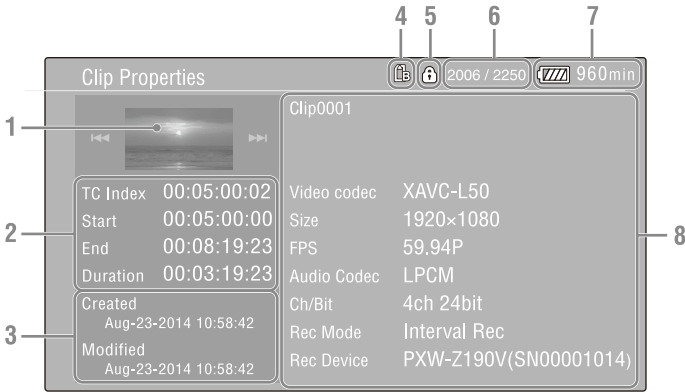 4 5 6 7
Clip Properties B 2006 / 2250 960min
1
Clip0001
TC Index 00:05:00:02
Start 00:05:00:00
End 00:08:19:23
Duration 00:03:19:23
2
Created
Aug-23-2014 10:58:42
Modified
Aug-23-2014 10:58:42
3
Video codec XAVC-L50
Size 1920×1080
FPS 59.94P
Audio Codec LPCM
Ch/Bit 4ch 24bit
Rec Mode Interval Rec
Rec Device PXW-Z190V(SN00001014)
8